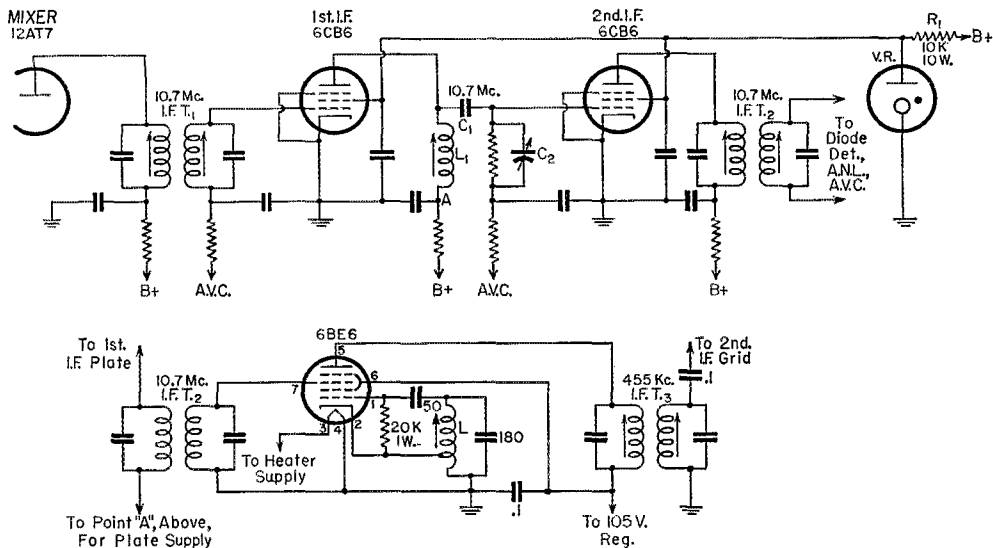 MIXER
12AT7
1st. I.F.
6CB6
2nd. I.F.
6CB6
R1
10K
10W.
B+
V.R.
10.7 Mc.
I.F.T.1
10.7 Mc.
C1
L1
C2
A
10.7 Mc.
I.F.T.2
To
Diode
Det.,
A.N.L.,
A.V.C.
B+
A.V.C.
B+
A.V.C.
B+
To 1st.
I.F. Plate
10.7 Mc.
I.F.T.2
6BE6
5
7
6
1
3
4
2
50
20K
1W.
L
180
To Heater
Supply
.1
To 2nd.
I.F. Grid
.1
455 Kc.
I.F.T.3
To Point "A", Above,
For Plate Supply
To 105 V.
Reg.